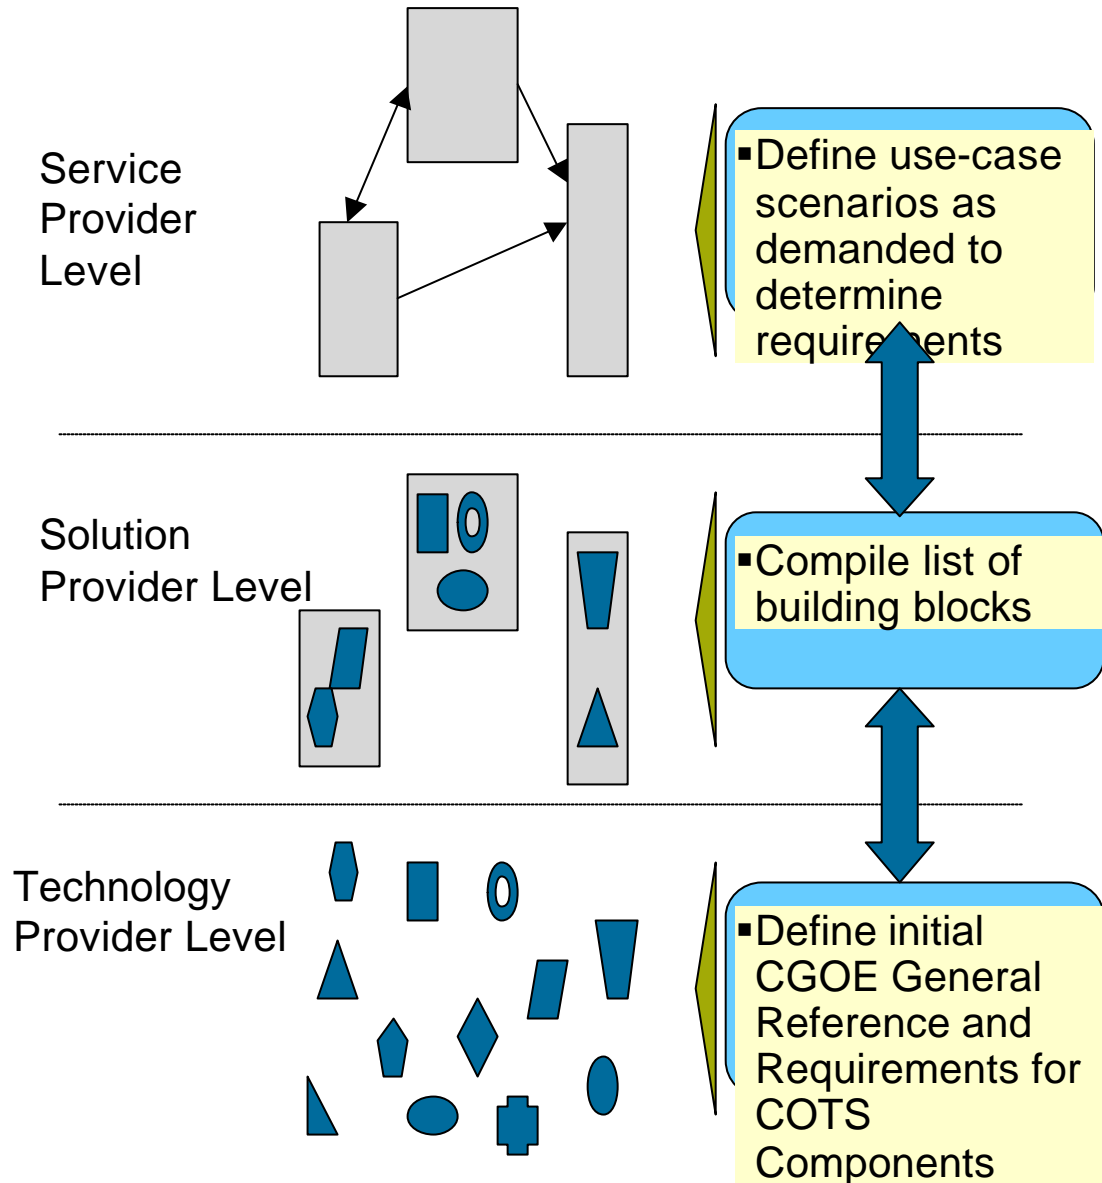 Service
Provider
Level
▪Define use-case
scenarios as
demanded to
determine
requirements
Solution
Provider Level
▪Compile list of
building blocks
Technology
Provider Level
▪Define initial
CGOE General
Reference and
Requirements for
COTS
Components